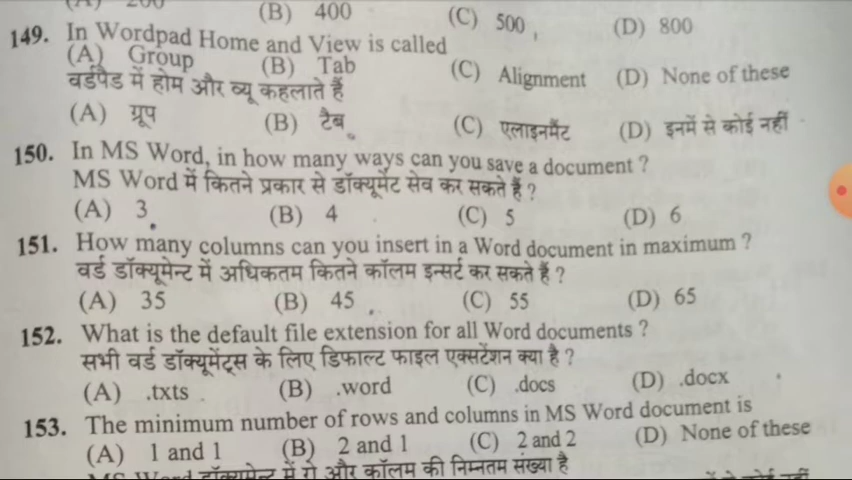 (B) 400 (C) 500 (D) 800
149. In Wordpad Home and View is called
(A) Group (B) Tab (C) Alignment (D) None of these
वर्डपैड में होम और व्यू कहलाते हैं
(A) ग्रूप (B) टैब (C) एलाइनमैंट (D) इनमें से कोई नहीं
150. In MS Word, in how many ways can you save a document ?
MS Word में कितने प्रकार से डॉक्यूमेंट सेव कर सकते हैं ?
(A) 3 (B) 4 (C) 5 (D) 6
151. How many columns can you insert in a Word document in maximum ?
वर्ड डॉक्यूमेन्ट में अधिकतम कितने कॉलम इन्सर्ट कर सकते हैं ?
(A) 35 (B) 45 (C) 55 (D) 65
152. What is the default file extension for all Word documents ?
सभी वर्ड डॉक्यूमेंट्स के लिए डिफाल्ट फाइल एक्सटेंशन क्या है ?
(A) .txts (B) .word (C) .docs (D) .docx
153. The minimum number of rows and columns in MS Word document is
(A) 1 and 1 (B) 2 and 1 (C) 2 and 2 (D) None of these
MS Word डॉक्यूमेन्ट में रो और कॉलम की निम्नतम संख्या है